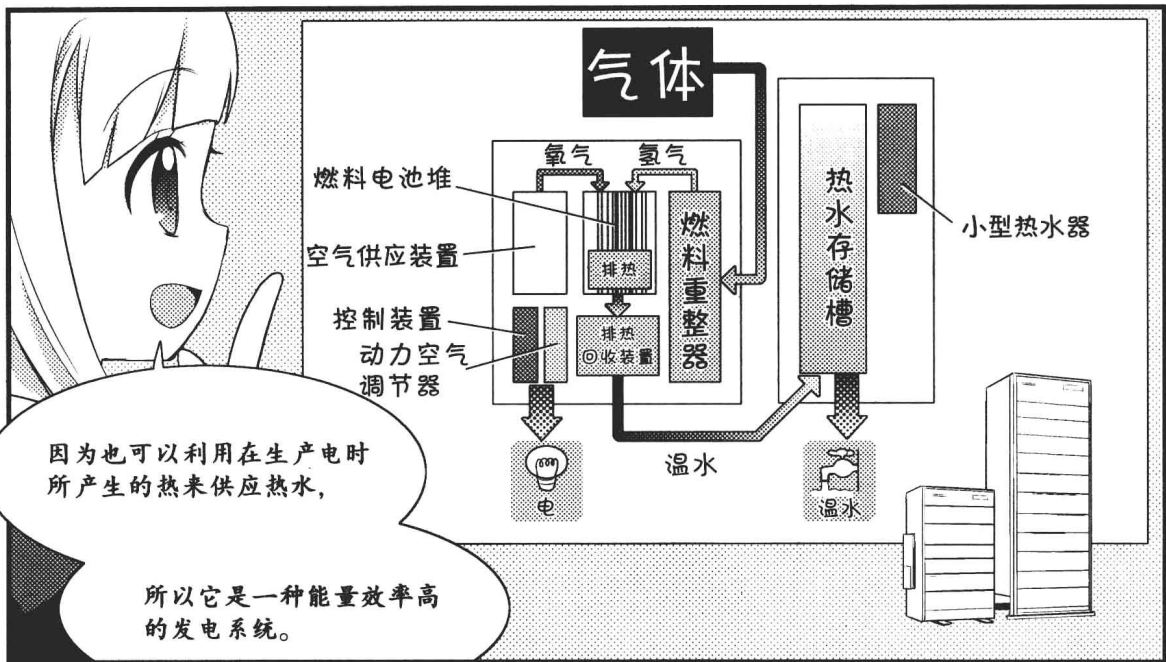 气体
氧气
氢气
燃料电池堆
空气供应装置
排热
燃料重整器
控制装置
动力空气
调节器
排热
回收装置
热水存储槽
小型热水器
温水
电
温水
因为也可以利用在生产电时
所产生的热来供应热水,
所以它是一种能量效率高
的发电系统。